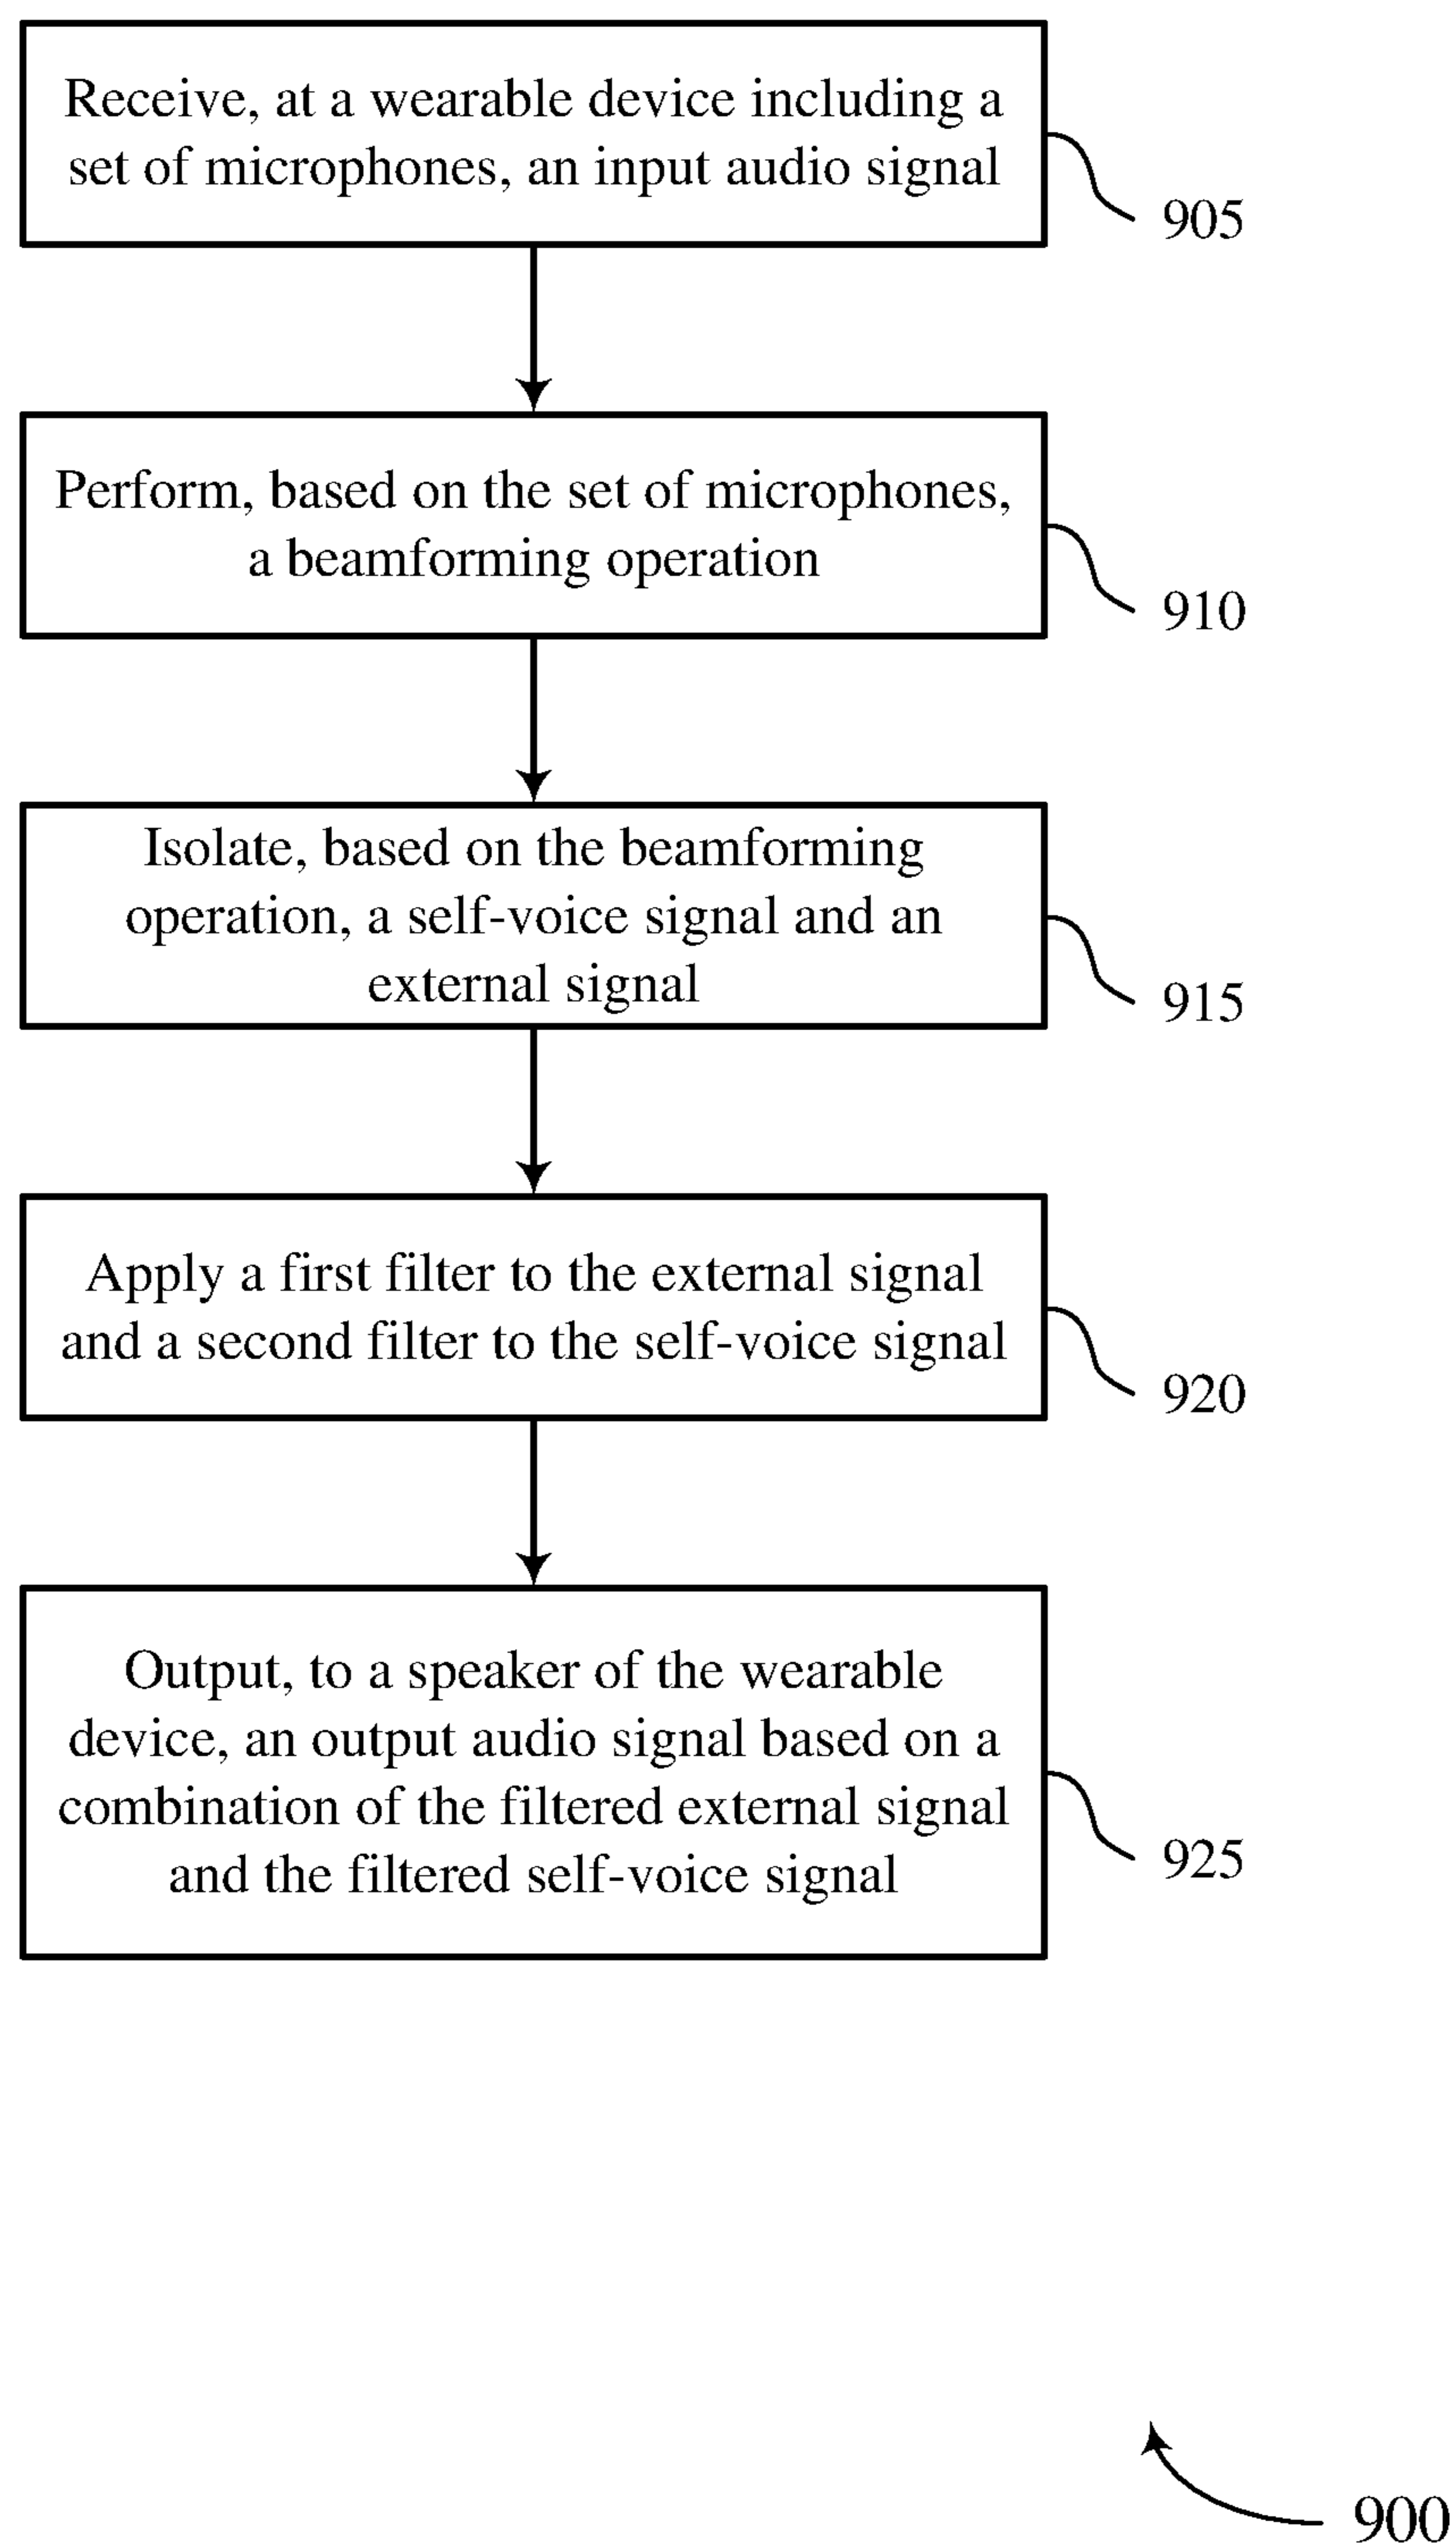 Receive, at a wearable device including a
set of microphones, an input audio signal
905
Perform, based on the set of microphones,
a beamforming operation
910
Isolate, based on the beamforming
operation, a self-voice signal and an
external signal
915
Apply a first filter to the external signal
and a second filter to the self-voice signal
920
Output, to a speaker of the wearable
device, an output audio signal based on a
combination of the filtered external signal
and the filtered self-voice signal
925
900